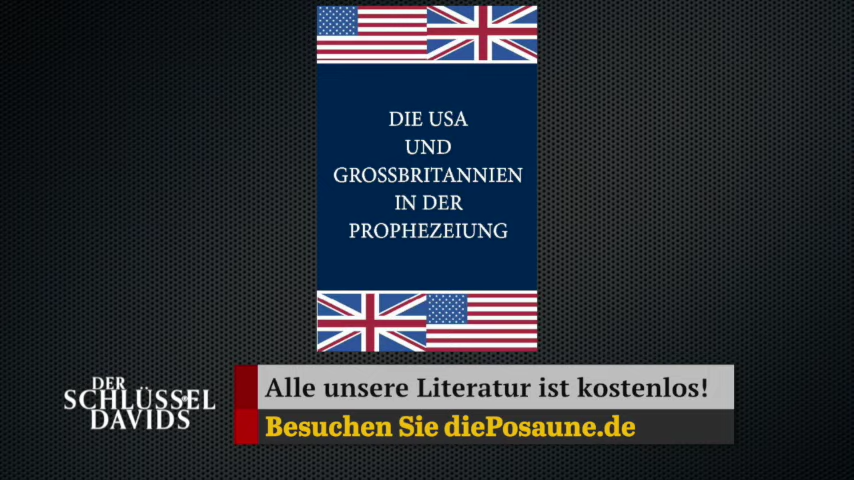 DIE USA
UND
GROSSBRITANNIEN
IN DER
PROPHEZEIUNG
DER
SCHLÜSSEL
DAVIDS
Alle unsere Literatur ist kostenlos!
Besuchen Sie diePosaune.de